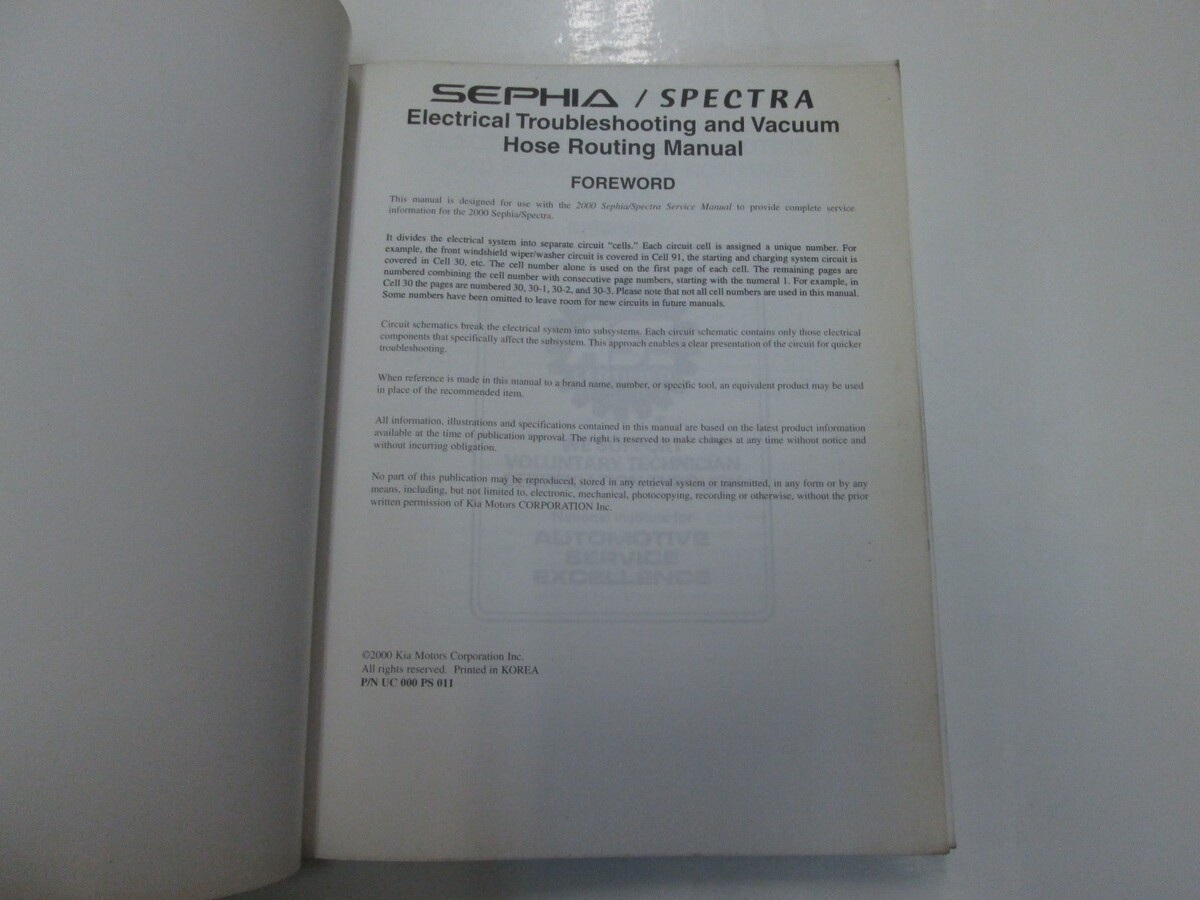 SEPHIA / SPECTRA
Electrical Troubleshooting and Vacuum
Hose Routing Manual
FOREWORD
This manual is designed for use with the 2000 Sephia/Spectra Service Manual to provide complete service
information for the 2000 Sephia/Spectra.
It divides the electrical system into separate circuit "cells." Each circuit cell is assigned a unique number. For
example, the front windshield wiper/washer circuit is covered in Cell 91, the starting and charging system circuit is
covered in Cell 30, etc. The cell number alone is used on the first page of each cell. The remaining pages are
numbered combining the cell number with consecutive page numbers, starting with the numeral 1. For example, in
Cell 30 the pages are numbered 30, 30-1, 30-2, and 30-3. Please note that not all cell numbers are used in this manual.
Some numbers have been omitted to leave room for new circuits in future manuals.
Circuit schematics break the electrical system into subsystems. Each circuit schematic contains only those electrical
components that specifically affect the subsystem. This approach enables a clear presentation of the circuit for quicker
troubleshooting.
When reference is made in this manual to a brand name, number, or specific tool, an equivalent product may be used
in place of the recommended item.
All information, illustrations and specifications contained in this manual are based on the latest product information
available at the time of publication approval. The right is reserved to make changes at any time without notice and
without incurring obligation.
WE SUPPORT
VOLUNTARY TECHNICIAN
No part of this publication may be reproduced, stored in any retrieval system or transmitted, in any form or by any
means, including, but not limited to, electronic, mechanical, photocopying, recording or otherwise, without the prior
written permission of Kia Motors CORPORATION Inc.
National Institute for
AUTOMOTIVE
SERVICE
EXCELLENCE
©2000 Kia Motors Corporation Inc.
All rights reserved. Printed in KOREA
P/N UC 000 PS 011